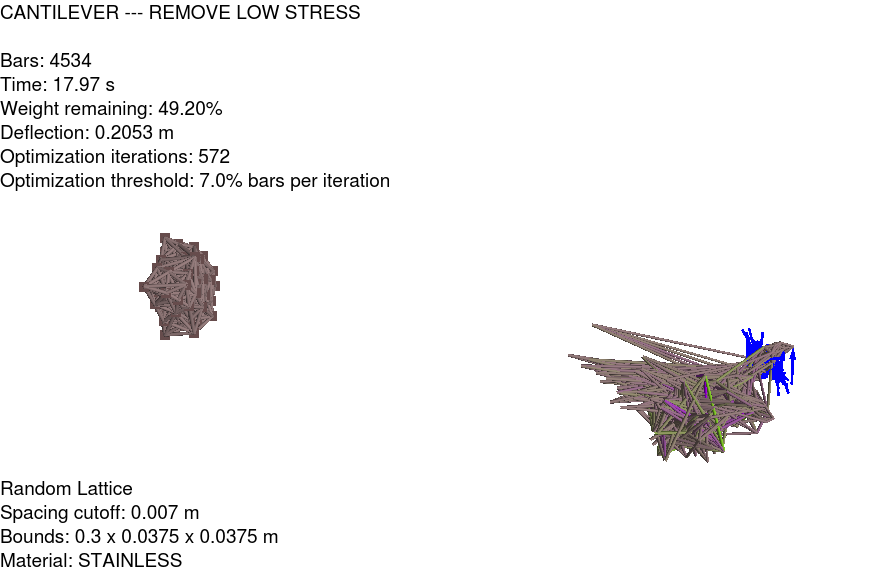 CANTILEVER --- REMOVE LOW STRESS
Bars: 4534
Time: 17.97 s
Weight remaining: 49.20%
Deflection: 0.2053 m
Optimization iterations: 572
Optimization threshold: 7.0% bars per iteration
Random Lattice
Spacing cutoff: 0.007 m
Bounds: 0.3 x 0.0375 x 0.0375 m
Material: STAINLESS